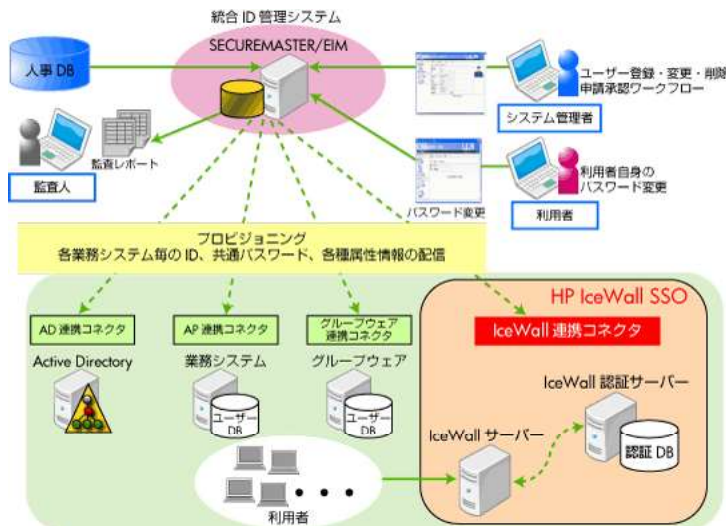 統合 ID 管理システム
SECUREMASTER/EIM
人事 DB
ユーザー登録・変更・削除
申請承認ワークフロー
システム管理者
監査レポート
監査人
パスワード変更
利用者自身の
パスワード変更
利用者
プロビジョニング
各業務システム毎の ID、共通パスワード、各種属性情報の配信
HP IceWall SSO
AD 連携コネクタ
AP 連携コネクタ
グループウェア
連携コネクタ
IceWall 連携コネクタ
Active Directory
業務システム
グループウェア
ユーザー
DB
ユーザー
DB
IceWall 認証サーバー
IceWall サーバー
認証 DB
・・・
利用者